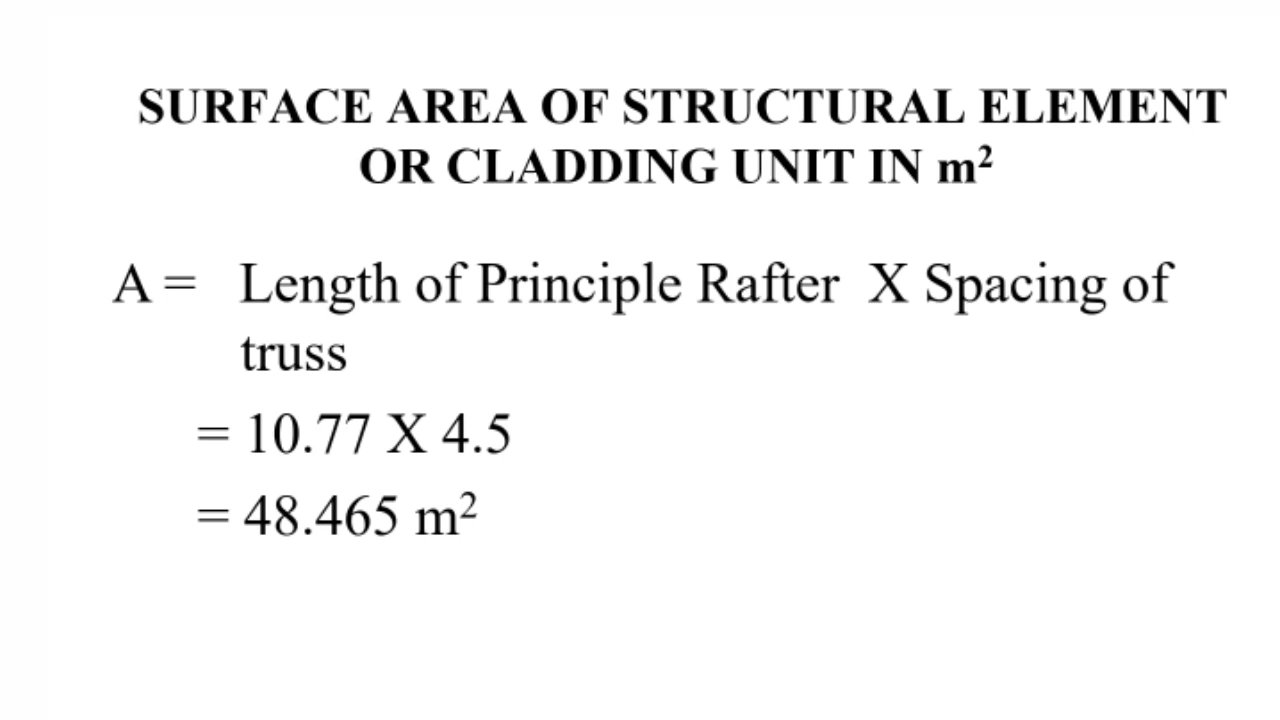 SURFACE AREA OF STRUCTURAL ELEMENT
OR CLADDING UNIT IN m²
A = Length of Principle Rafter X Spacing of
truss
= 10.77 X 4.5
= 48.465 m²